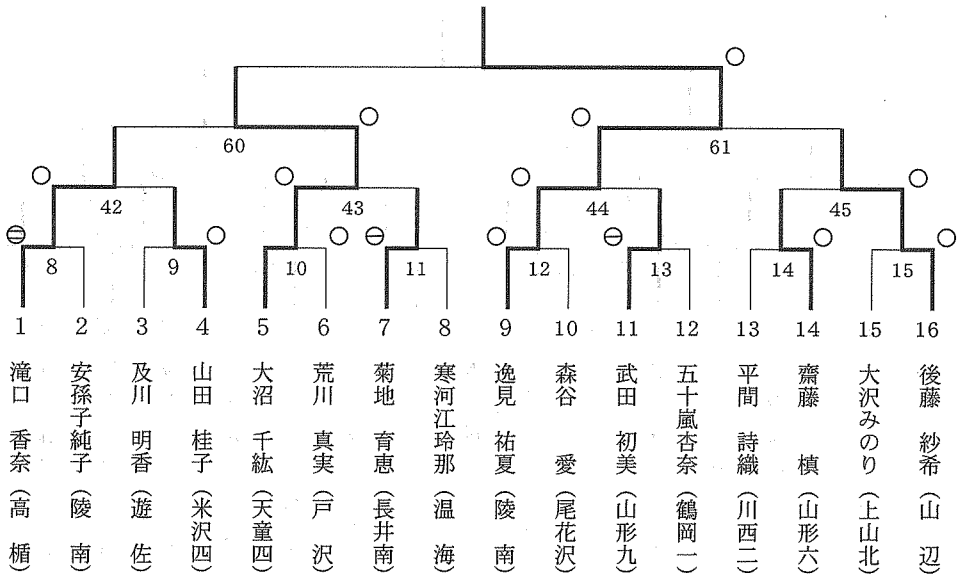 60
61
42
43
44
45
8
9
10
11
12
13
14
15
1
2
3
4
5
6
7
8
9
10
11
12
13
14
15
16
滝口 香奈（高 楯）
安孫子純子（陵 南）
及川 明香（遊 佐）
山田 桂子（米沢四）
大沼 千紘（天童四）
荒川 真実（戸 沢）
菊地 育恵（長井南）
寒河江玲那（温 海）
逸見 祐夏（陵 南）
森谷 愛（尾花沢）
武田 初美（山形九）
五十嵐杏奈（鶴岡一）
平間 詩織（川西二）
齋藤 槙（山形六）
大沢みのり（上山北）
後藤 紗希（山 辺）